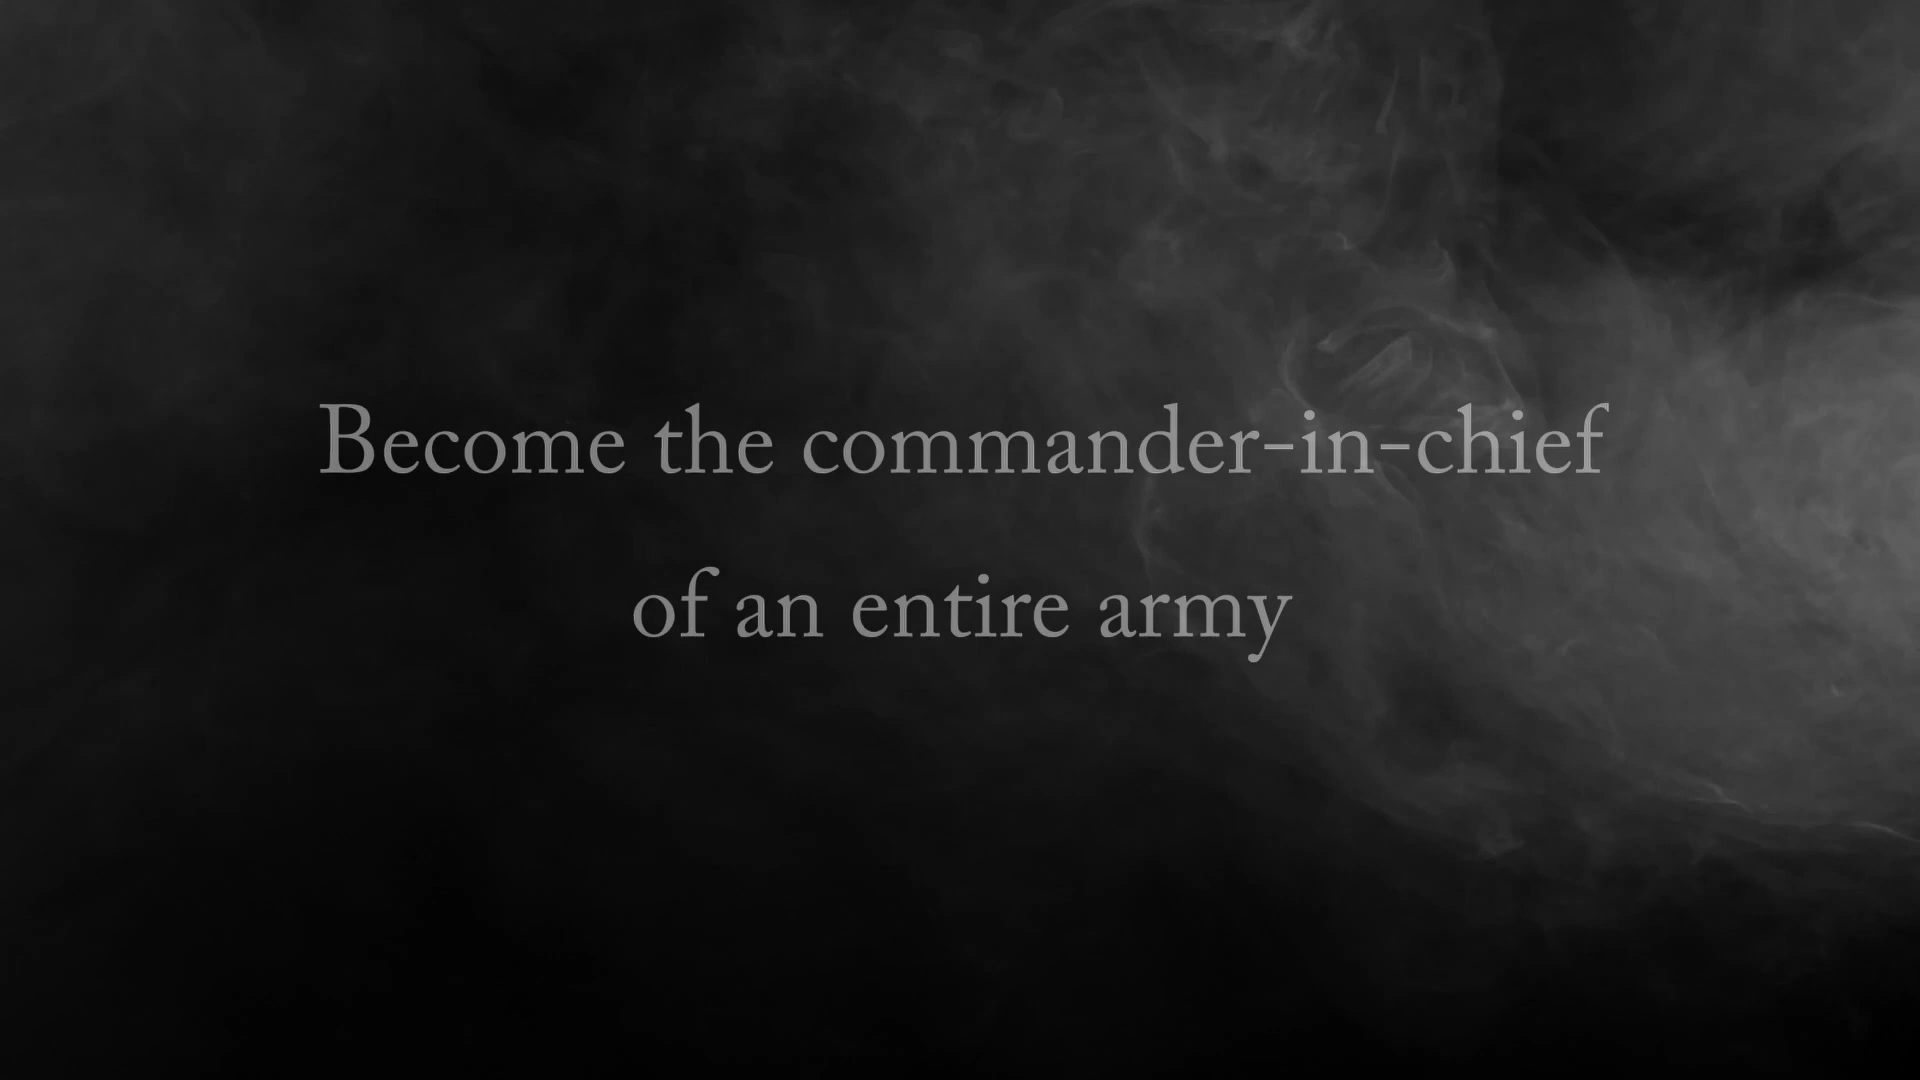 Become the commander-in-chief
of an entire army